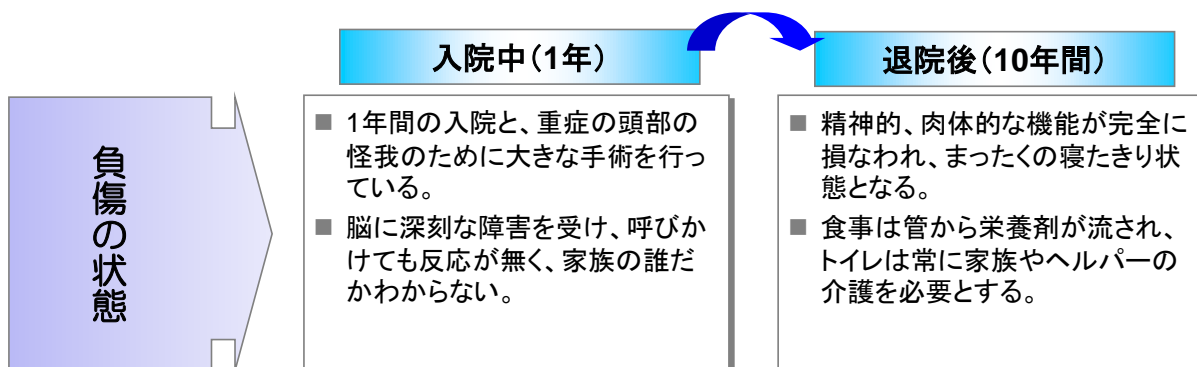 入院中（1年）
退院後（10年間）
負傷の状態
■ 1年間の入院と、重症の頭部の
怪我のために大きな手術を行っ
ている。
■ 脳に深刻な障害を受け、呼びか
けても反応が無く、家族の誰だ
かわからない。
■ 精神的、肉体的な機能が完全に
損なわれ、まったくの寝たきり状
態となる。
■ 食事は管から栄養剤が流され、
トイレは常に家族やヘルパーの
介護を必要とする。